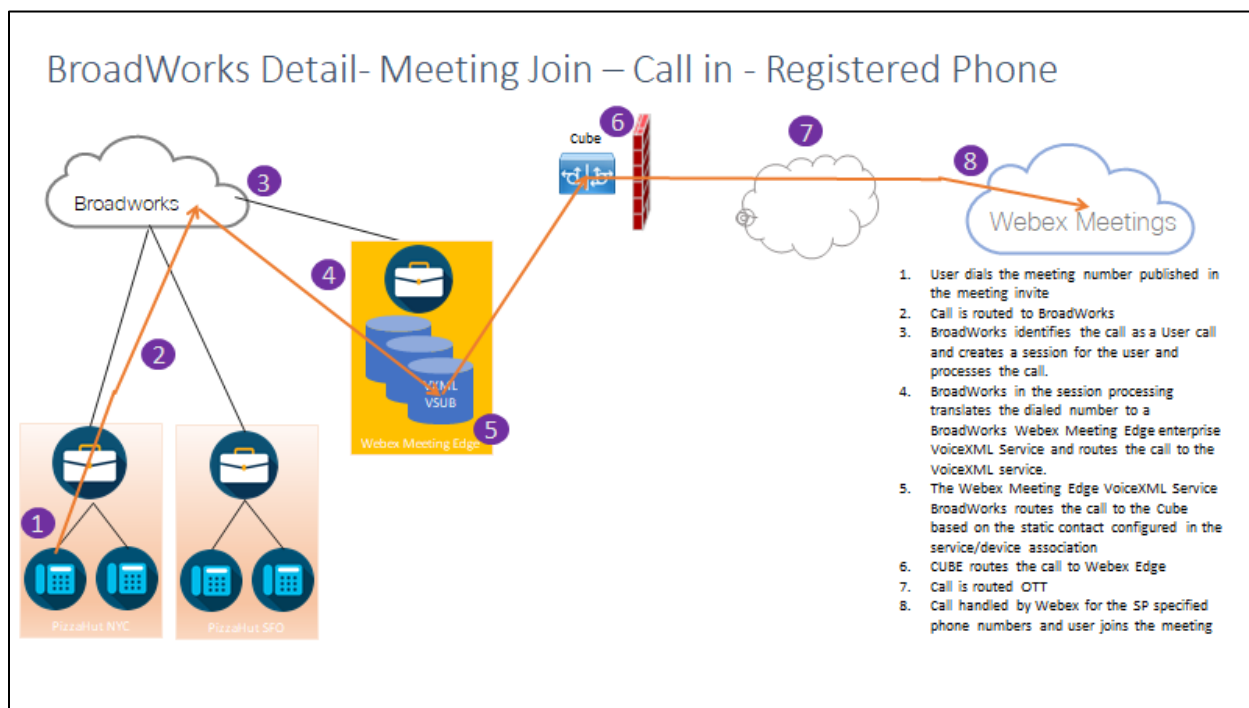 BroadWorks Detail- Meeting Join – Call in - Registered Phone
6
Cube
7
8
3
Broadworks
Webex Meetings
4
2
VXML
VSUB
5
Webex Meeting Edge
1
PizzaHut NYC
PizzaHut SFO
1. User dials the meeting number published in
the meeting invite
2. Call is routed to BroadWorks
3. BroadWorks identifies the call as a User call
and creates a session for the user and
processes the call.
4. BroadWorks in the session processing
translates the dialed number to a
BroadWorks Webex Meeting Edge enterprise
VoiceXML Service and routes the call to the
VoiceXML service.
5. The Webex Meeting Edge VoiceXML Service
BroadWorks routes the call to the Cube
based on the static contact configured in the
service/device association
6. CUBE routes the call to Webex Edge
7. Call is routed OTT
8. Call handled by Webex for the SP specified
phone numbers and user joins the meeting